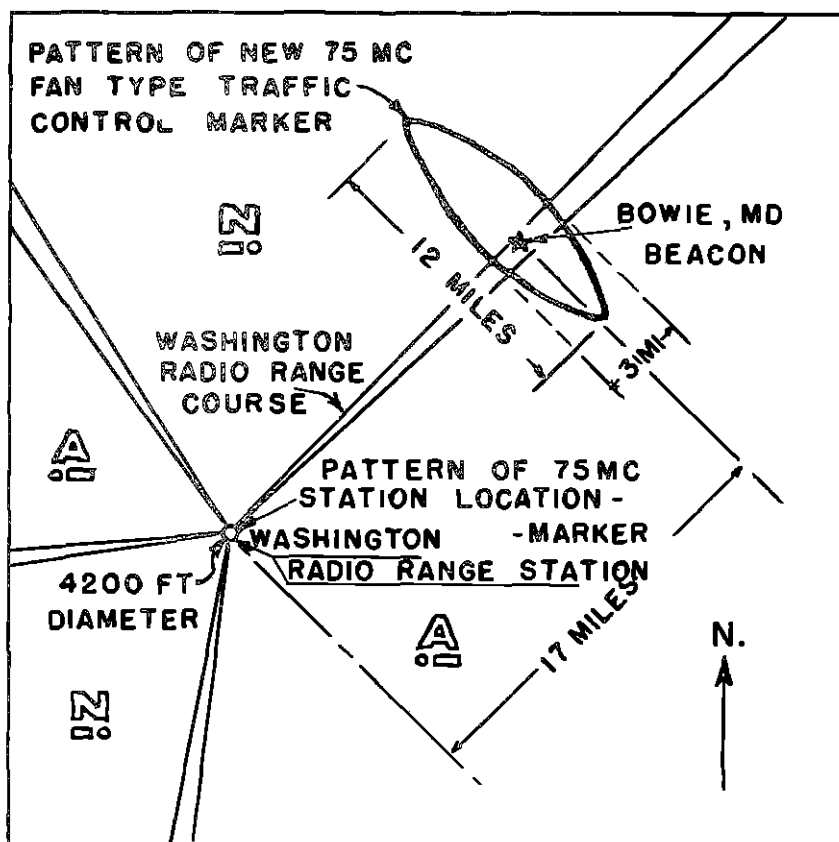 PATTERN OF NEW 75 MC
FAN TYPE TRAFFIC
CONTROL MARKER
N
BOWIE, MD
BEACON
12 MILES
3 MI
WASHINGTON
RADIO RANGE
COURSE
A
PATTERN OF 75 MC
STATION LOCATION -
- MARKER
WASHINGTON
RADIO RANGE STATION
4200 FT
DIAMETER
17 MILES
A
N.
N